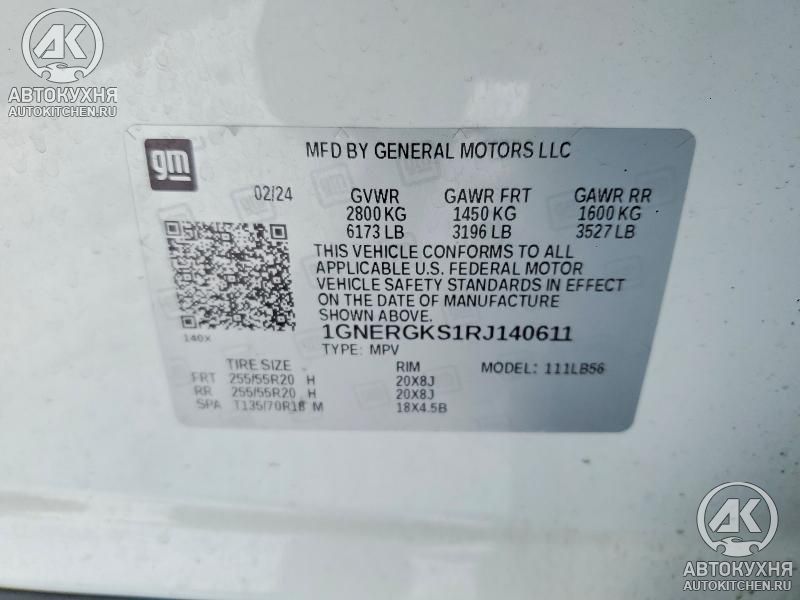 AK
АВТОКУХНЯ
AUTOKITCHEN.RU
gm
MFD BY GENERAL MOTORS LLC
02/24 GVWR GAWR FRT GAWR RR
2800 KG 1450 KG 1600 KG
6173 LB 3196 LB 3527 LB
THIS VEHICLE CONFORMS TO ALL
APPLICABLE U.S. FEDERAL MOTOR
VEHICLE SAFETY STANDARDS IN EFFECT
ON THE DATE OF MANUFACTURE
SHOWN ABOVE.
140X
1GNERGKS1RJ140611
TYPE: MPV
TIRE SIZE RIM MODEL: 111LB56
FRT 255/55R20 H 20X8J
RR 255/55R20 H 20X8J
SPA T135/70R18 M 18X4.5B
AK
АВТОКУХНЯ
AUTOKITCHEN.RU